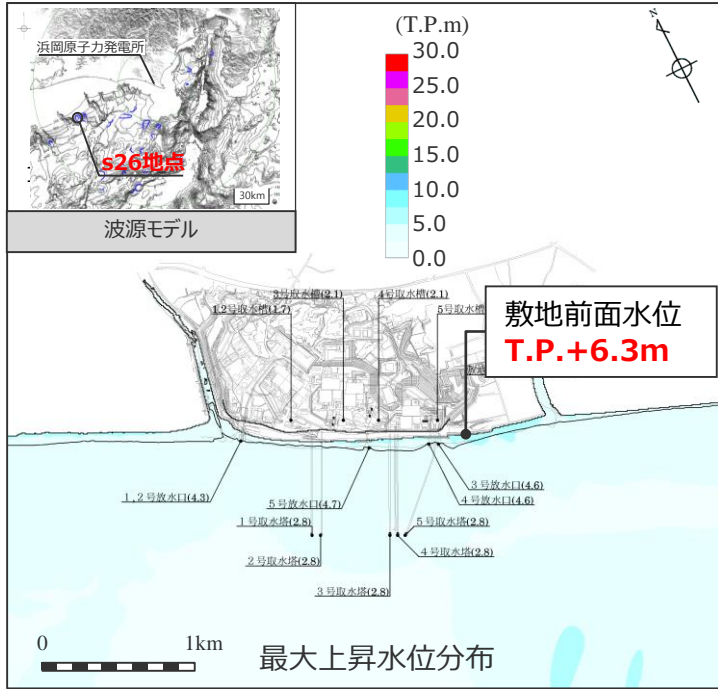 浜岡原子力発電所
s26地点
30km
波源モデル
(T.P.m)
30.0
25.0
20.0
15.0
10.0
5.0
0.0
N
3号取水槽(2.1)
4号取水槽(2.1)
1,2号取水槽(1.7)
5号取水槽
敷地前面水位
T.P.+6.3m
1,2号放水口(4.3)
5号放水口(4.7)
3号放水口(4.6)
4号放水口(4.6)
1号取水塔(2.8)
2号取水塔(2.8)
3号取水塔(2.8)
5号取水塔(2.8)
4号取水塔(2.8)
0 1km
最大上昇水位分布